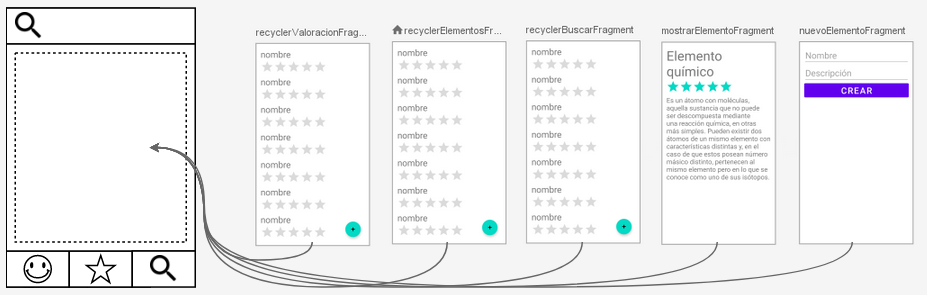 recyclerValoracionFrag...
nombre
nombre
nombre
nombre
nombre
nombre
nombre
+
recyclerElementosFr...
nombre
nombre
nombre
nombre
nombre
nombre
nombre
+
recyclerBuscarFragment
nombre
nombre
nombre
nombre
nombre
nombre
nombre
+
mostrarElementoFragment
Elemento
químico
Es un átomo con moléculas,
aquella sustancia que no puede
ser descompuesta mediante
una reacción química, en otras
más simples. Pueden existir dos
átomos de un mismo elemento con
características distintas y, en el
caso de que estos posean número
másico distinto, pertenecen al
mismo elemento pero en lo que se
conoce como uno de sus isótopos.
nuevoElementoFragment
Nombre
Descripción
CREAR